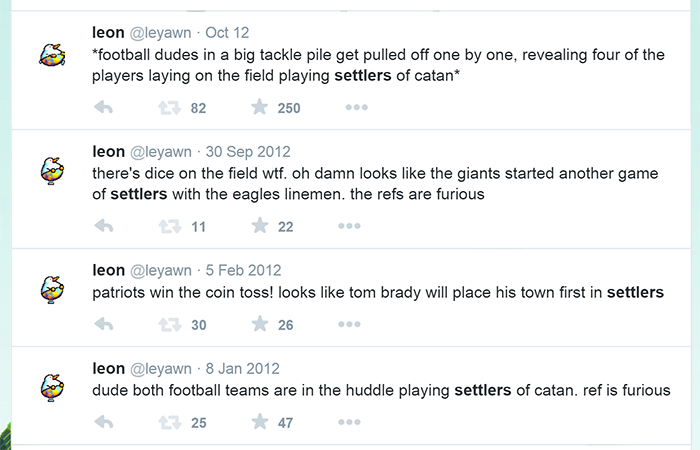 leon @leyawn · Oct 12
*football dudes in a big tackle pile get pulled off one by one, revealing four of the
players laying on the field playing settlers of catan*
82 250
leon @leyawn · 30 Sep 2012
there's dice on the field wtf. oh damn looks like the giants started another game
of settlers with the eagles linemen. the refs are furious
11 22
leon @leyawn · 5 Feb 2012
patriots win the coin toss! looks like tom brady will place his town first in settlers
30 26
leon @leyawn · 8 Jan 2012
dude both football teams are in the huddle playing settlers of catan. ref is furious
25 47